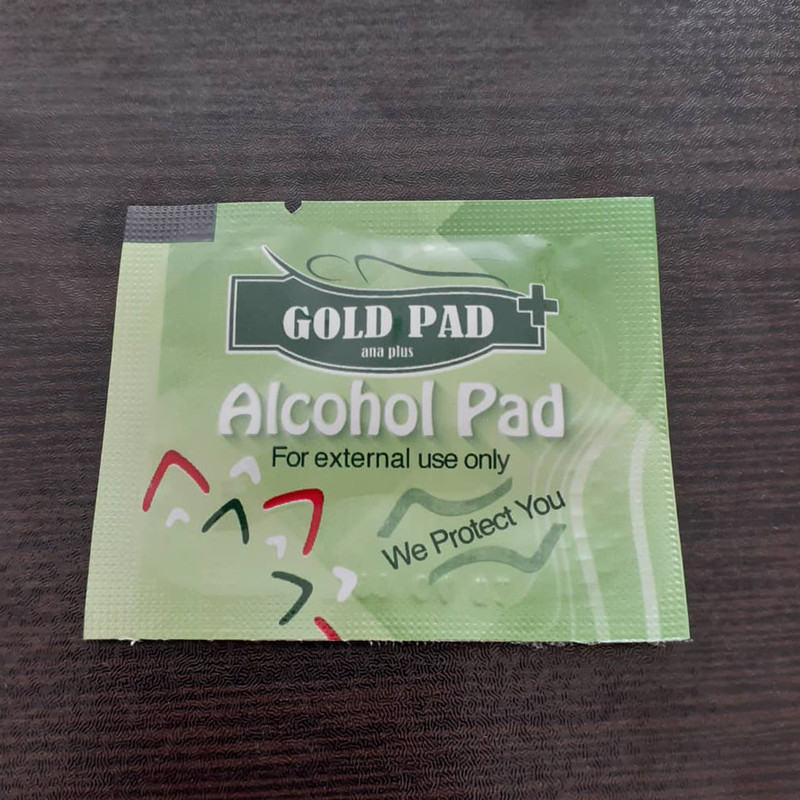 GOLD PAD
ana plus
Alcohol Pad
For external use only
We Protect You